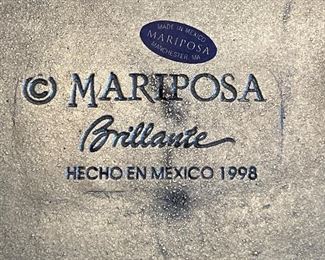 MADE IN MEXICO
MARIPOSA
MANCHESTER, MA
© MARIPOSA
Brillante
HECHO EN MEXICO 1998